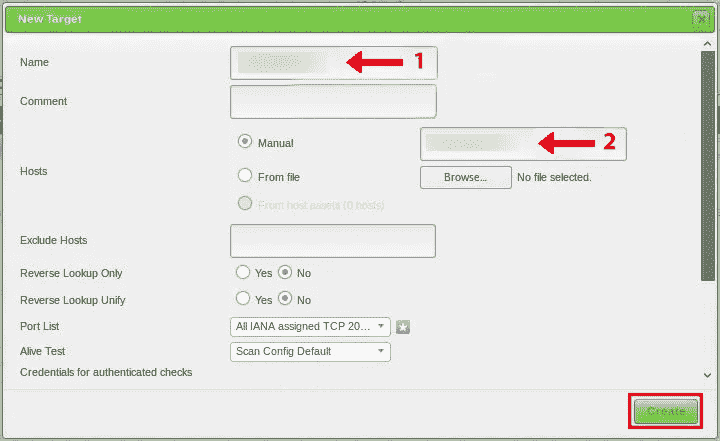 New Target
Name
1
Comment
Manual
2
Hosts
From file
Browse...
No file selected.
From host assets (0 hosts)
Exclude Hosts
Reverse Lookup Only
Yes
No
Reverse Lookup Unify
Yes
No
Port List
All IANA assigned TCP 20...
Alive Test
Scan Config Default
Credentials for authenticated checks
Create